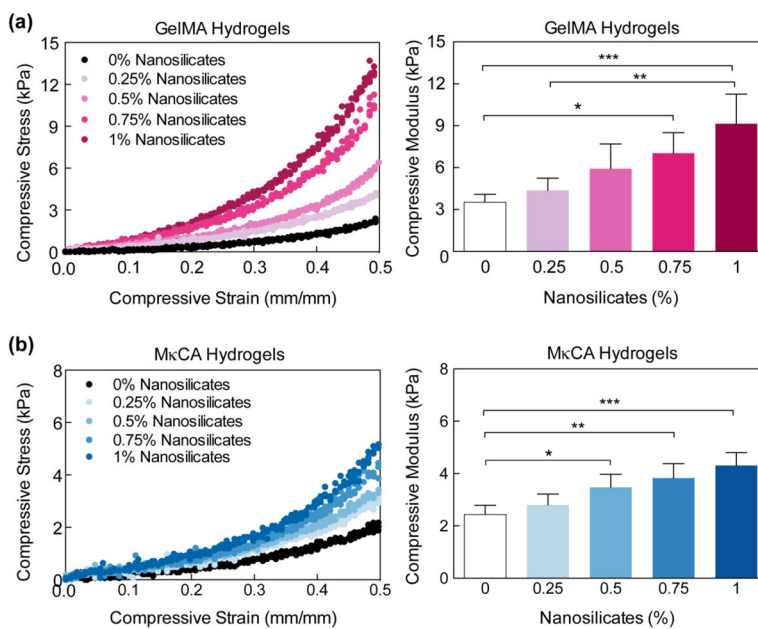 (a)
GelMA Hydrogels
15
12
9
6
3
0
Compressive Stress (kPa)
0% Nanosilicates
0.25% Nanosilicates
0.5% Nanosilicates
0.75% Nanosilicates
1% Nanosilicates
0.0 0.1 0.2 0.3 0.4 0.5
Compressive Strain (mm/mm)
GelMA Hydrogels
15
12
9
6
3
0
Compressive Modulus (kPa)
***
**
*
0 0.25 0.5 0.75 1
Nanosilicates (%)
(b)
MκCA Hydrogels
8
6
4
2
0
Compressive Stress (kPa)
0% Nanosilicates
0.25% Nanosilicates
0.5% Nanosilicates
0.75% Nanosilicates
1% Nanosilicates
0.0 0.1 0.2 0.3 0.4 0.5
Compressive Strain (mm/mm)
MκCA Hydrogels
8
6
4
2
0
Compressive Modulus (kPa)
***
**
*
0 0.25 0.5 0.75 1
Nanosilicates (%)